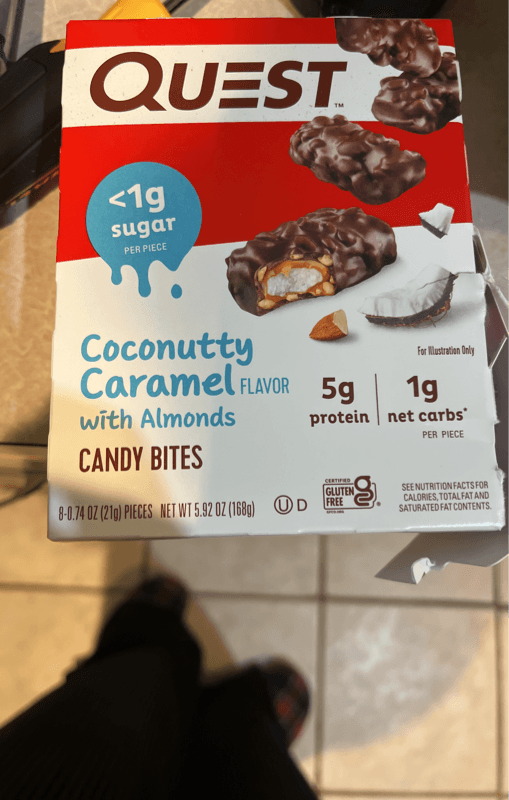 QUEST™
<1g
sugar
PER PIECE
For Illustration Only
Coconutty
Caramel FLAVOR
with Almonds
CANDY BITES
5g
protein
1g
net carbs*
PER PIECE
8-0.74 OZ (21g) PIECES NET WT 5.92 OZ (168g)
U D
CERTIFIED
GLUTEN
FREE
SEE NUTRITION FACTS FOR
CALORIES, TOTAL FAT AND
SATURATED FAT CONTENTS.